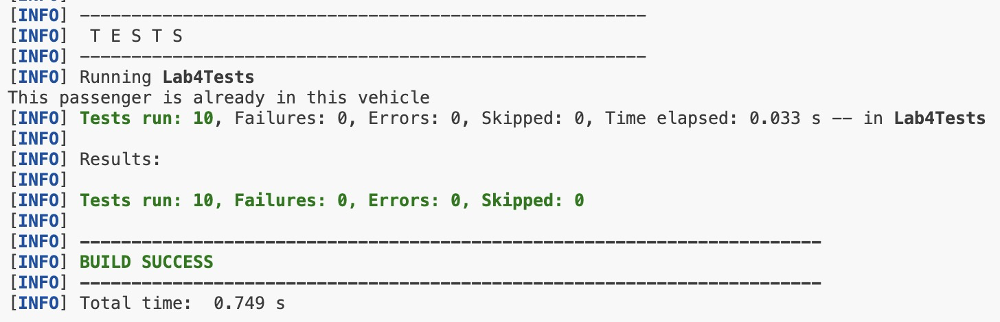 [INFO] -------------------------------------------------------
[INFO]  T E S T S
[INFO] -------------------------------------------------------
[INFO] Running Lab4Tests
This passenger is already in this vehicle
[INFO] Tests run: 10, Failures: 0, Errors: 0, Skipped: 0, Time elapsed: 0.033 s -- in Lab4Tests
[INFO]
[INFO] Results:
[INFO]
[INFO] Tests run: 10, Failures: 0, Errors: 0, Skipped: 0
[INFO]
[INFO] ------------------------------------------------------------------------
[INFO] BUILD SUCCESS
[INFO] ------------------------------------------------------------------------
[INFO] Total time:  0.749 s